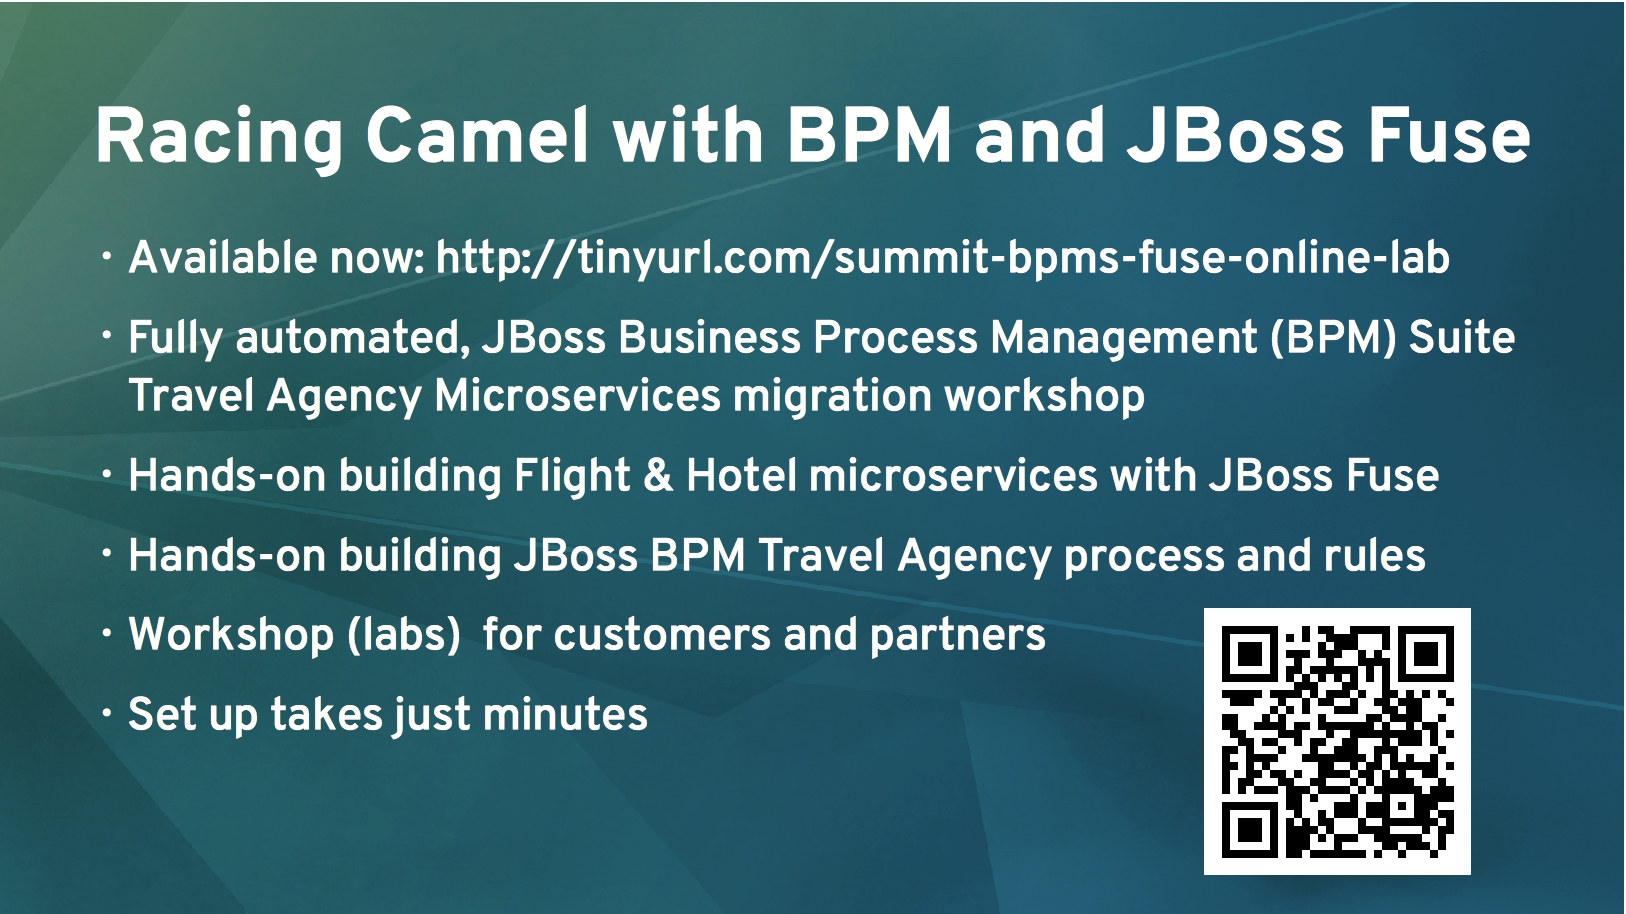 Racing Camel with BPM and JBoss Fuse
• Available now: http://tinyurl.com/summit-bpms-fuse-online-lab
• Fully automated, JBoss Business Process Management (BPM) Suite
Travel Agency Microservices migration workshop
• Hands-on building Flight & Hotel microservices with JBoss Fuse
• Hands-on building JBoss BPM Travel Agency process and rules
• Workshop (labs)  for customers and partners
• Set up takes just minutes